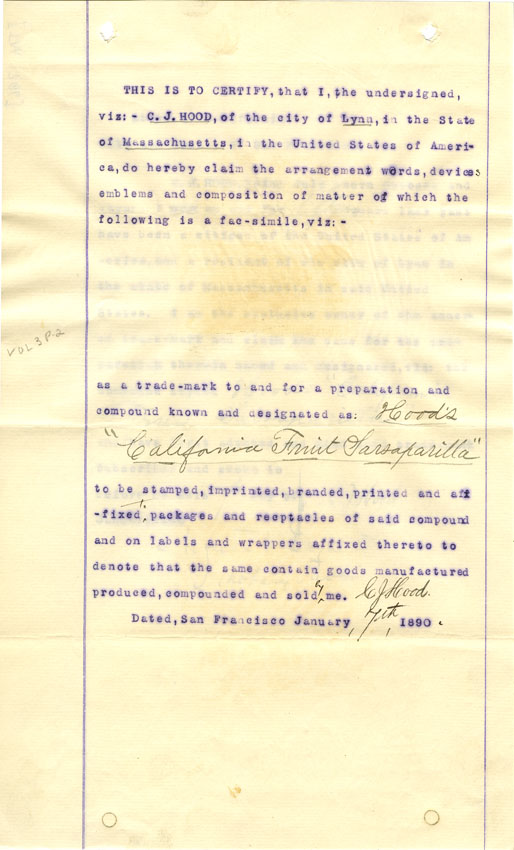 THIS IS TO CERTIFY, that I, the undersigned,
viz:- C. J. HOOD, of the city of Lynn, in the State
of Massachusetts, in the United States of Ameri-
ca, do hereby claim the arrangement words, devices
emblems and composition of matter of which the
following is a fac-simile, viz:-
VOL 3 P. 2
as a trade-mark to and for a preparation and
compound known and designated as: Hood's
"California Fruit Sarsaparilla"
to be stamped, imprinted, branded, printed and aff
-fixed, packages and recptacles of said compound
and on labels and wrappers affixed thereto to
denote that the same contain goods manufactured
produced, compounded and sold by me. C J Hood.
Dated, San Francisco January 7th 1890.